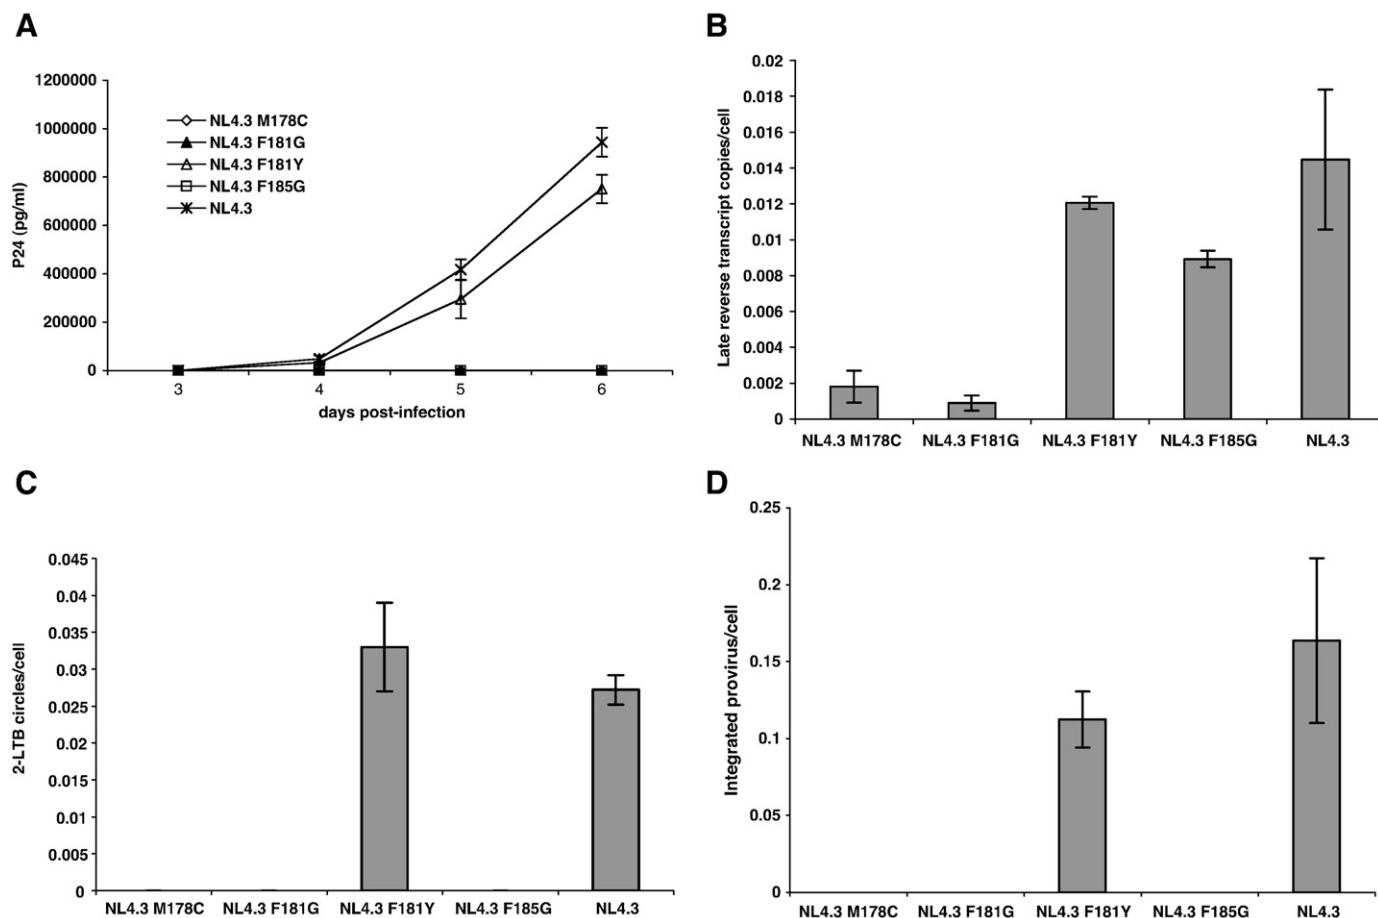 A
P24 (pg/ml)
1200000
1000000
800000
600000
400000
200000
0
NL4.3 M178C
NL4.3 F181G
NL4.3 F181Y
NL4.3 F185G
NL4.3
3 4 5 6
days post-infection
B
Late reverse transcript copies/cell
0.02
0.018
0.016
0.014
0.012
0.01
0.008
0.006
0.004
0.002
0
NL4.3 M178C NL4.3 F181G NL4.3 F181Y NL4.3 F185G NL4.3
C
2-LTB circles/cell
0.045
0.04
0.035
0.03
0.025
0.02
0.015
0.01
0.005
0
NL4.3 M178C NL4.3 F181G NL4.3 F181Y NL4.3 F185G NL4.3
D
Integrated provirus/cell
0.25
0.2
0.15
0.1
0.05
0
NL4.3 M178C NL4.3 F181G NL4.3 F181Y NL4.3 F185G NL4.3